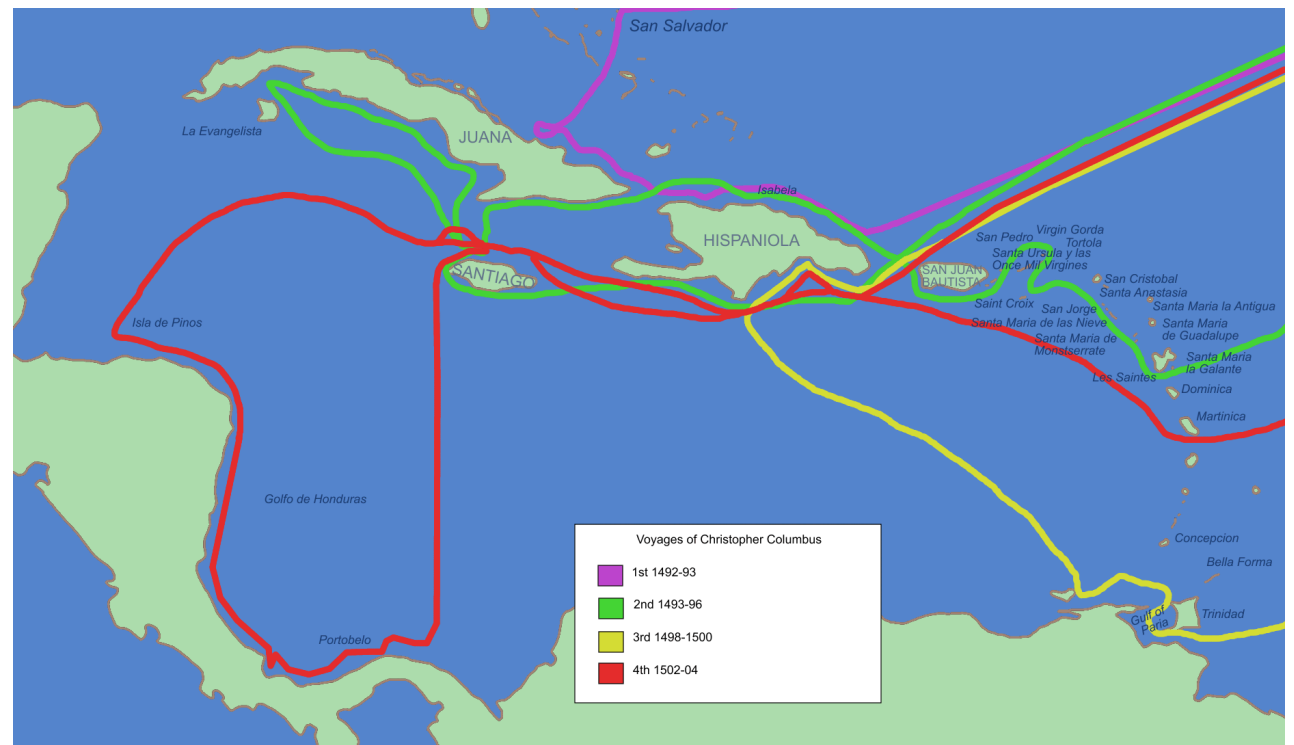 San Salvador
La Evangelista
JUANA
Isabela
HISPANIOLA
San Pedro
Virgin Gorda
Tortola
Santa Ursula y las
Once Mil Virgines
SAN JUAN
BAUTISTA
SANTIAGO
San Cristobal
Santa Anastasia
Saint Croix
San Jorge
Santa Maria la Antigua
Isla de Pinos
Santa Maria de las Nieve
Santa Maria
de Guadalupe
Santa Maria de
Monstserrate
Santa Maria
la Galante
Les Saintes
Dominica
Martinica
Golfo de Honduras
Concepcion
Bella Forma
Gulf of
Paria
Trinidad
Portobelo
Voyages of Christopher Columbus
1st 1492-93
2nd 1493-96
3rd 1498-1500
4th 1502-04